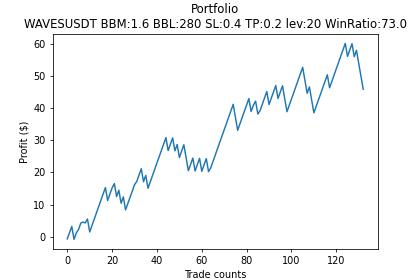 Portfolio
WAVESUSDT BBM:1.6 BBL:280 SL:0.4 TP:0.2 lev:20 WinRatio:73.0
60
50
40
30
20
10
0
Profit ($)
0 20 40 60 80 100 120
Trade counts